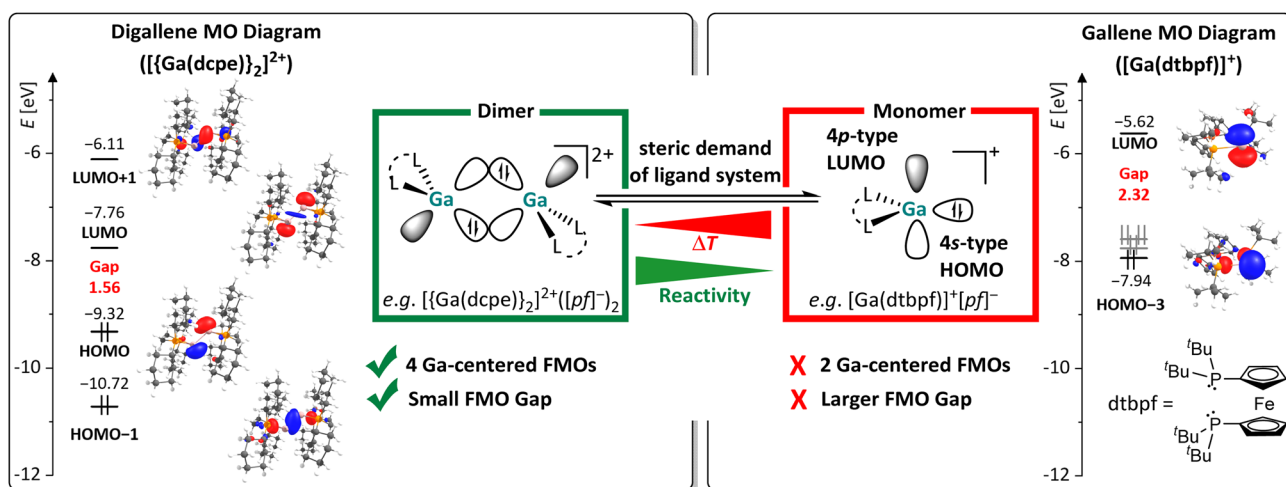 Digallene MO Diagram
([{Ga(dcpe)}₂]²⁺)
E [eV]
-6
-8
-10
-12
−6.11
LUMO+1
−7.76
LUMO
Gap
1.56
−9.32
HOMO
−10.72
HOMO−1
Dimer
2+
L
L
Ga
Ga
L
L
e.g. [{Ga(dcpe)}₂]²⁺([pf]⁻)₂
4 Ga-centered FMOs
Small FMO Gap
steric demand
of ligand system
ΔT
Reactivity
Monomer
4p-type
LUMO
+
L
L
Ga
4s-type
HOMO
e.g. [Ga(dtbpf)]⁺[pf]⁻
X 2 Ga-centered FMOs
X Larger FMO Gap
Gallene MO Diagram
([Ga(dtbpf)]⁺)
E [eV]
-6
-8
-10
-12
−5.62
LUMO
Gap
2.32
−7.94
HOMO−3
dtbpf =
ᵗBu
ᵗBu
P
Fe
P
ᵗBu
ᵗBu